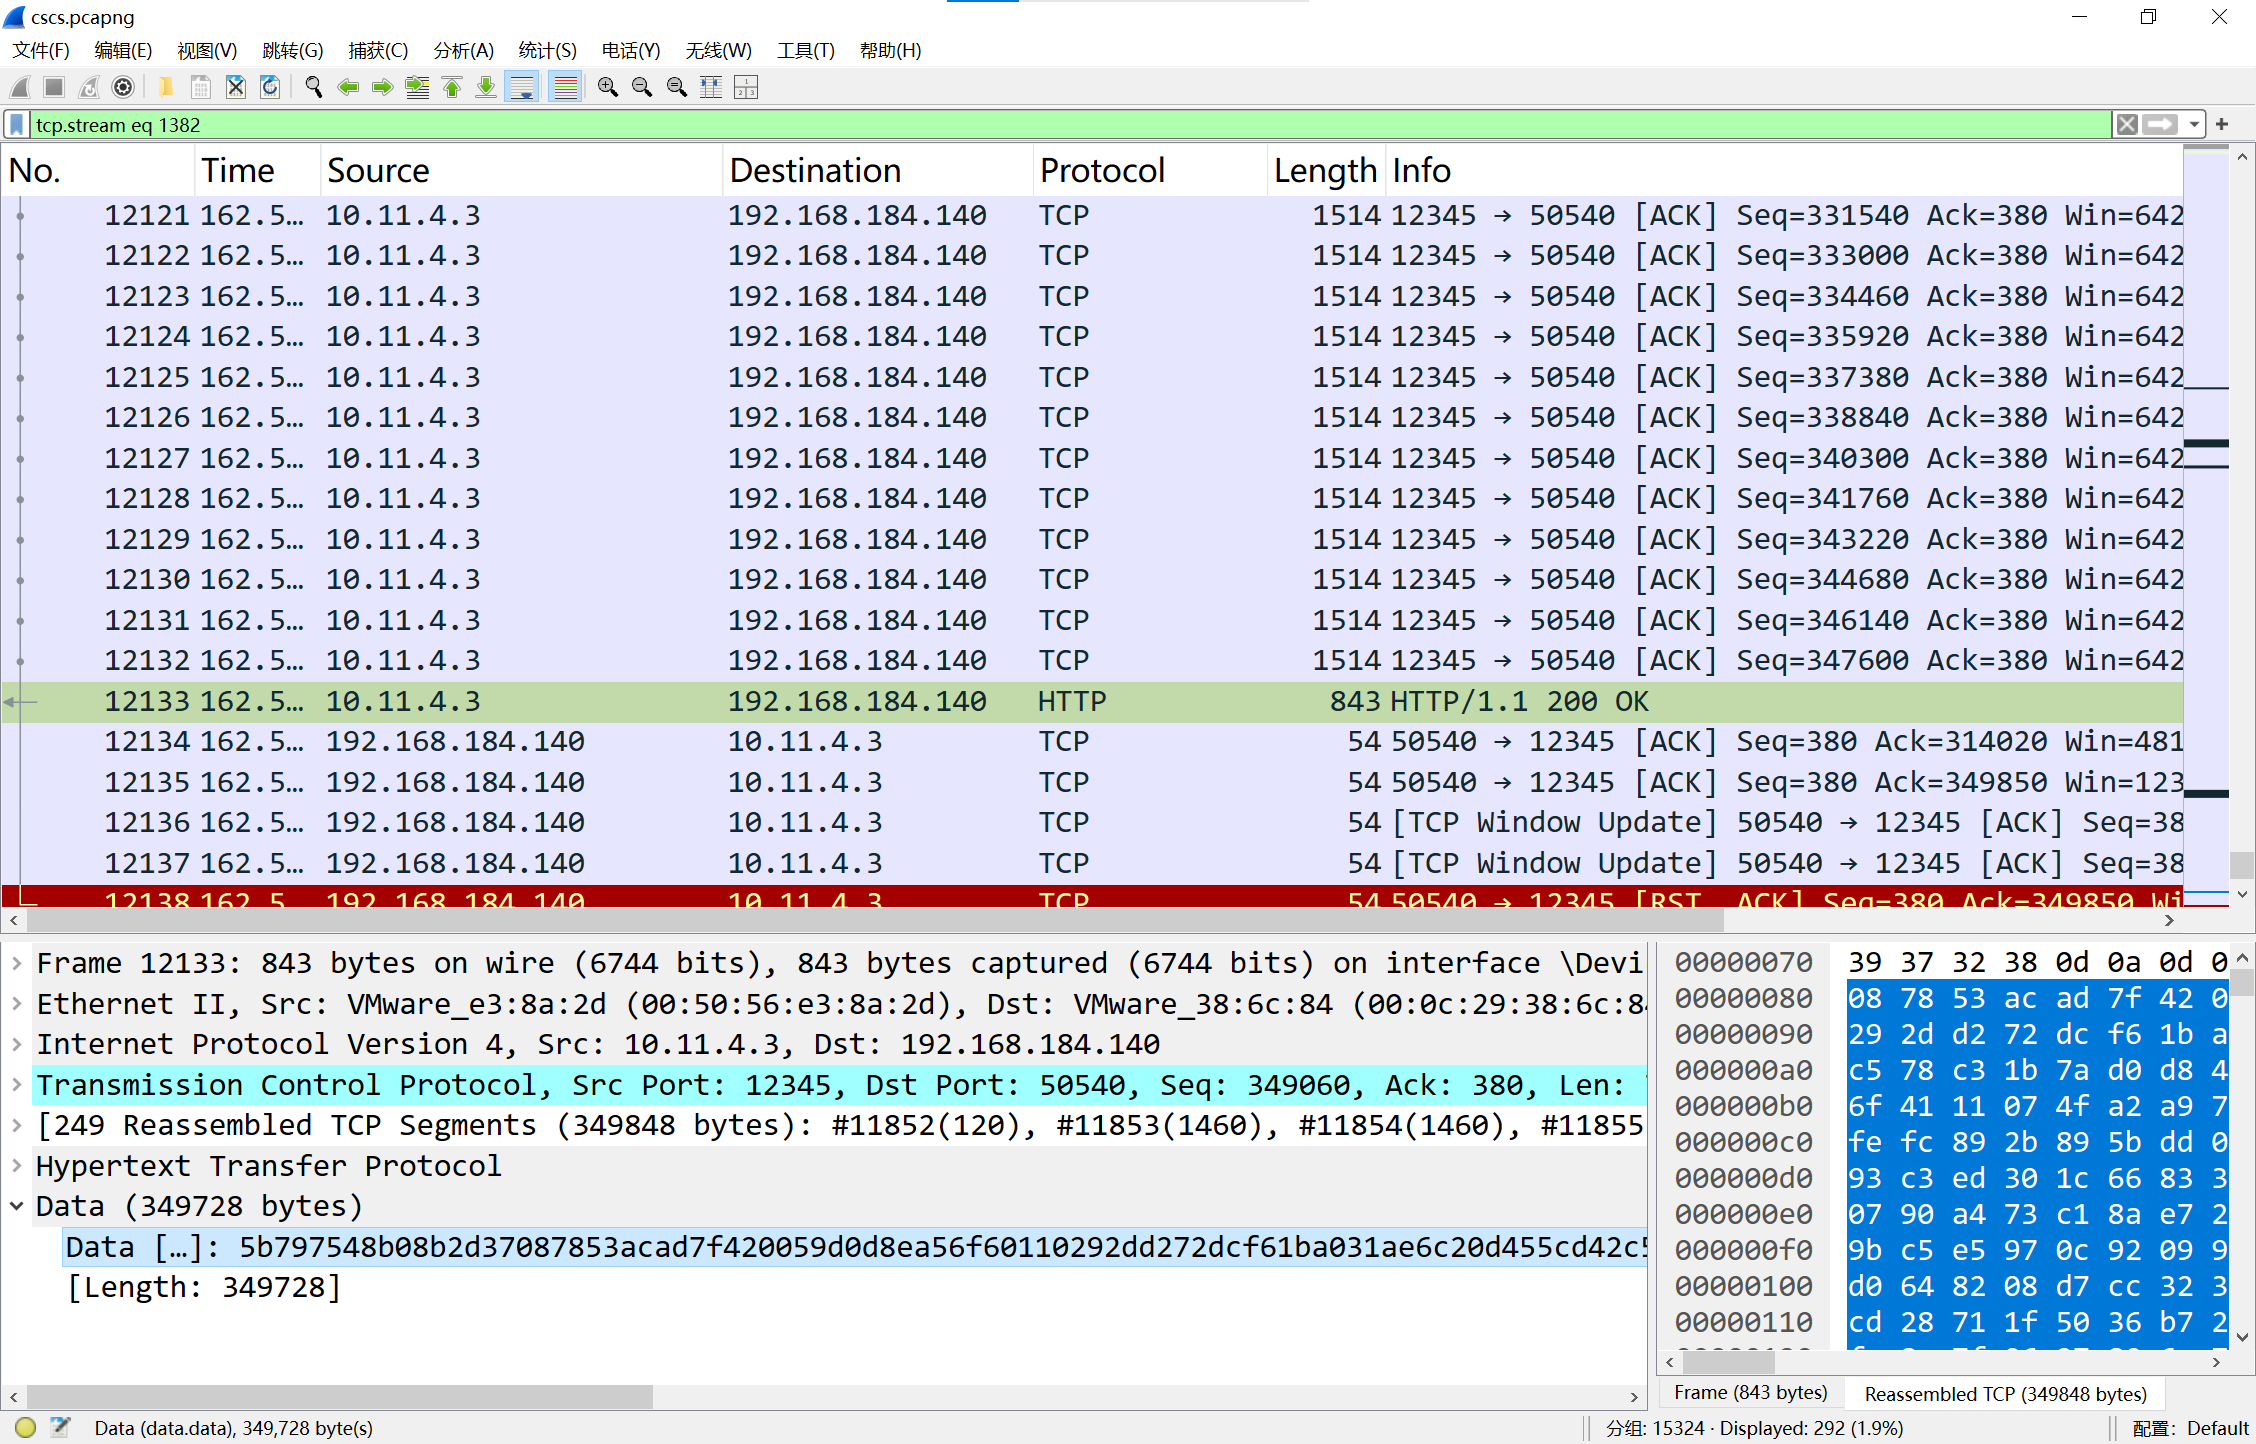 cscs.pcapng
文件(F) 编辑(E) 视图(V) 跳转(G) 捕获(C) 分析(A) 统计(S) 电话(Y) 无线(W) 工具(T) 帮助(H)
tcp.stream eq 1382
No. Time Source Destination Protocol Length Info
12121 162.5… 10.11.4.3 192.168.184.140 TCP 1514 12345 → 50540 [ACK] Seq=331540 Ack=380 Win=642
12122 162.5… 10.11.4.3 192.168.184.140 TCP 1514 12345 → 50540 [ACK] Seq=333000 Ack=380 Win=642
12123 162.5… 10.11.4.3 192.168.184.140 TCP 1514 12345 → 50540 [ACK] Seq=334460 Ack=380 Win=642
12124 162.5… 10.11.4.3 192.168.184.140 TCP 1514 12345 → 50540 [ACK] Seq=335920 Ack=380 Win=642
12125 162.5… 10.11.4.3 192.168.184.140 TCP 1514 12345 → 50540 [ACK] Seq=337380 Ack=380 Win=642
12126 162.5… 10.11.4.3 192.168.184.140 TCP 1514 12345 → 50540 [ACK] Seq=338840 Ack=380 Win=642
12127 162.5… 10.11.4.3 192.168.184.140 TCP 1514 12345 → 50540 [ACK] Seq=340300 Ack=380 Win=642
12128 162.5… 10.11.4.3 192.168.184.140 TCP 1514 12345 → 50540 [ACK] Seq=341760 Ack=380 Win=642
12129 162.5… 10.11.4.3 192.168.184.140 TCP 1514 12345 → 50540 [ACK] Seq=343220 Ack=380 Win=642
12130 162.5… 10.11.4.3 192.168.184.140 TCP 1514 12345 → 50540 [ACK] Seq=344680 Ack=380 Win=642
12131 162.5… 10.11.4.3 192.168.184.140 TCP 1514 12345 → 50540 [ACK] Seq=346140 Ack=380 Win=642
12132 162.5… 10.11.4.3 192.168.184.140 TCP 1514 12345 → 50540 [ACK] Seq=347600 Ack=380 Win=642
12133 162.5… 10.11.4.3 192.168.184.140 HTTP 843 HTTP/1.1 200 OK
12134 162.5… 192.168.184.140 10.11.4.3 TCP 54 50540 → 12345 [ACK] Seq=380 Ack=314020 Win=481
12135 162.5… 192.168.184.140 10.11.4.3 TCP 54 50540 → 12345 [ACK] Seq=380 Ack=349850 Win=123
12136 162.5… 192.168.184.140 10.11.4.3 TCP 54 [TCP Window Update] 50540 → 12345 [ACK] Seq=38
12137 162.5… 192.168.184.140 10.11.4.3 TCP 54 [TCP Window Update] 50540 → 12345 [ACK] Seq=38
12138 162.5 192.168.184.140 10.11.4.3 TCP 54 50540 → 12345 [RST, ACK] Seq=380 Ack=349850 Wi
Frame 12133: 843 bytes on wire (6744 bits), 843 bytes captured (6744 bits) on interface \Devi
Ethernet II, Src: VMware_e3:8a:2d (00:50:56:e3:8a:2d), Dst: VMware_38:6c:84 (00:0c:29:38:6c:84
Internet Protocol Version 4, Src: 10.11.4.3, Dst: 192.168.184.140
Transmission Control Protocol, Src Port: 12345, Dst Port: 50540, Seq: 349060, Ack: 380, Len:
[249 Reassembled TCP Segments (349848 bytes): #11852(120), #11853(1460), #11854(1460), #11855
Hypertext Transfer Protocol
Data (349728 bytes)
Data […]: 5b797548b08b2d37087853acad7f420059d0d8ea56f60110292dd272dcf61ba031ae6c20d455cd42c5
[Length: 349728]
00000070 39 37 32 38 0d 0a 0d 0
00000080 08 78 53 ac ad 7f 42 0
00000090 29 2d d2 72 dc f6 1b a
000000a0 c5 78 c3 1b 7a d0 d8 4
000000b0 6f 41 11 07 4f a2 a9 7
000000c0 fe fc 89 2b 89 5b dd 0
000000d0 93 c3 ed 30 1c 66 83 3
000000e0 07 90 a4 73 c1 8a e7 2
000000f0 9b c5 e5 97 0c 92 09 9
00000100 d0 64 82 08 d7 cc 32 3
00000110 cd 28 71 1f 50 36 b7 2
Frame (843 bytes) Reassembled TCP (349848 bytes)
Data (data.data), 349,728 byte(s) 分组: 15324 · Displayed: 292 (1.9%) 配置: Default